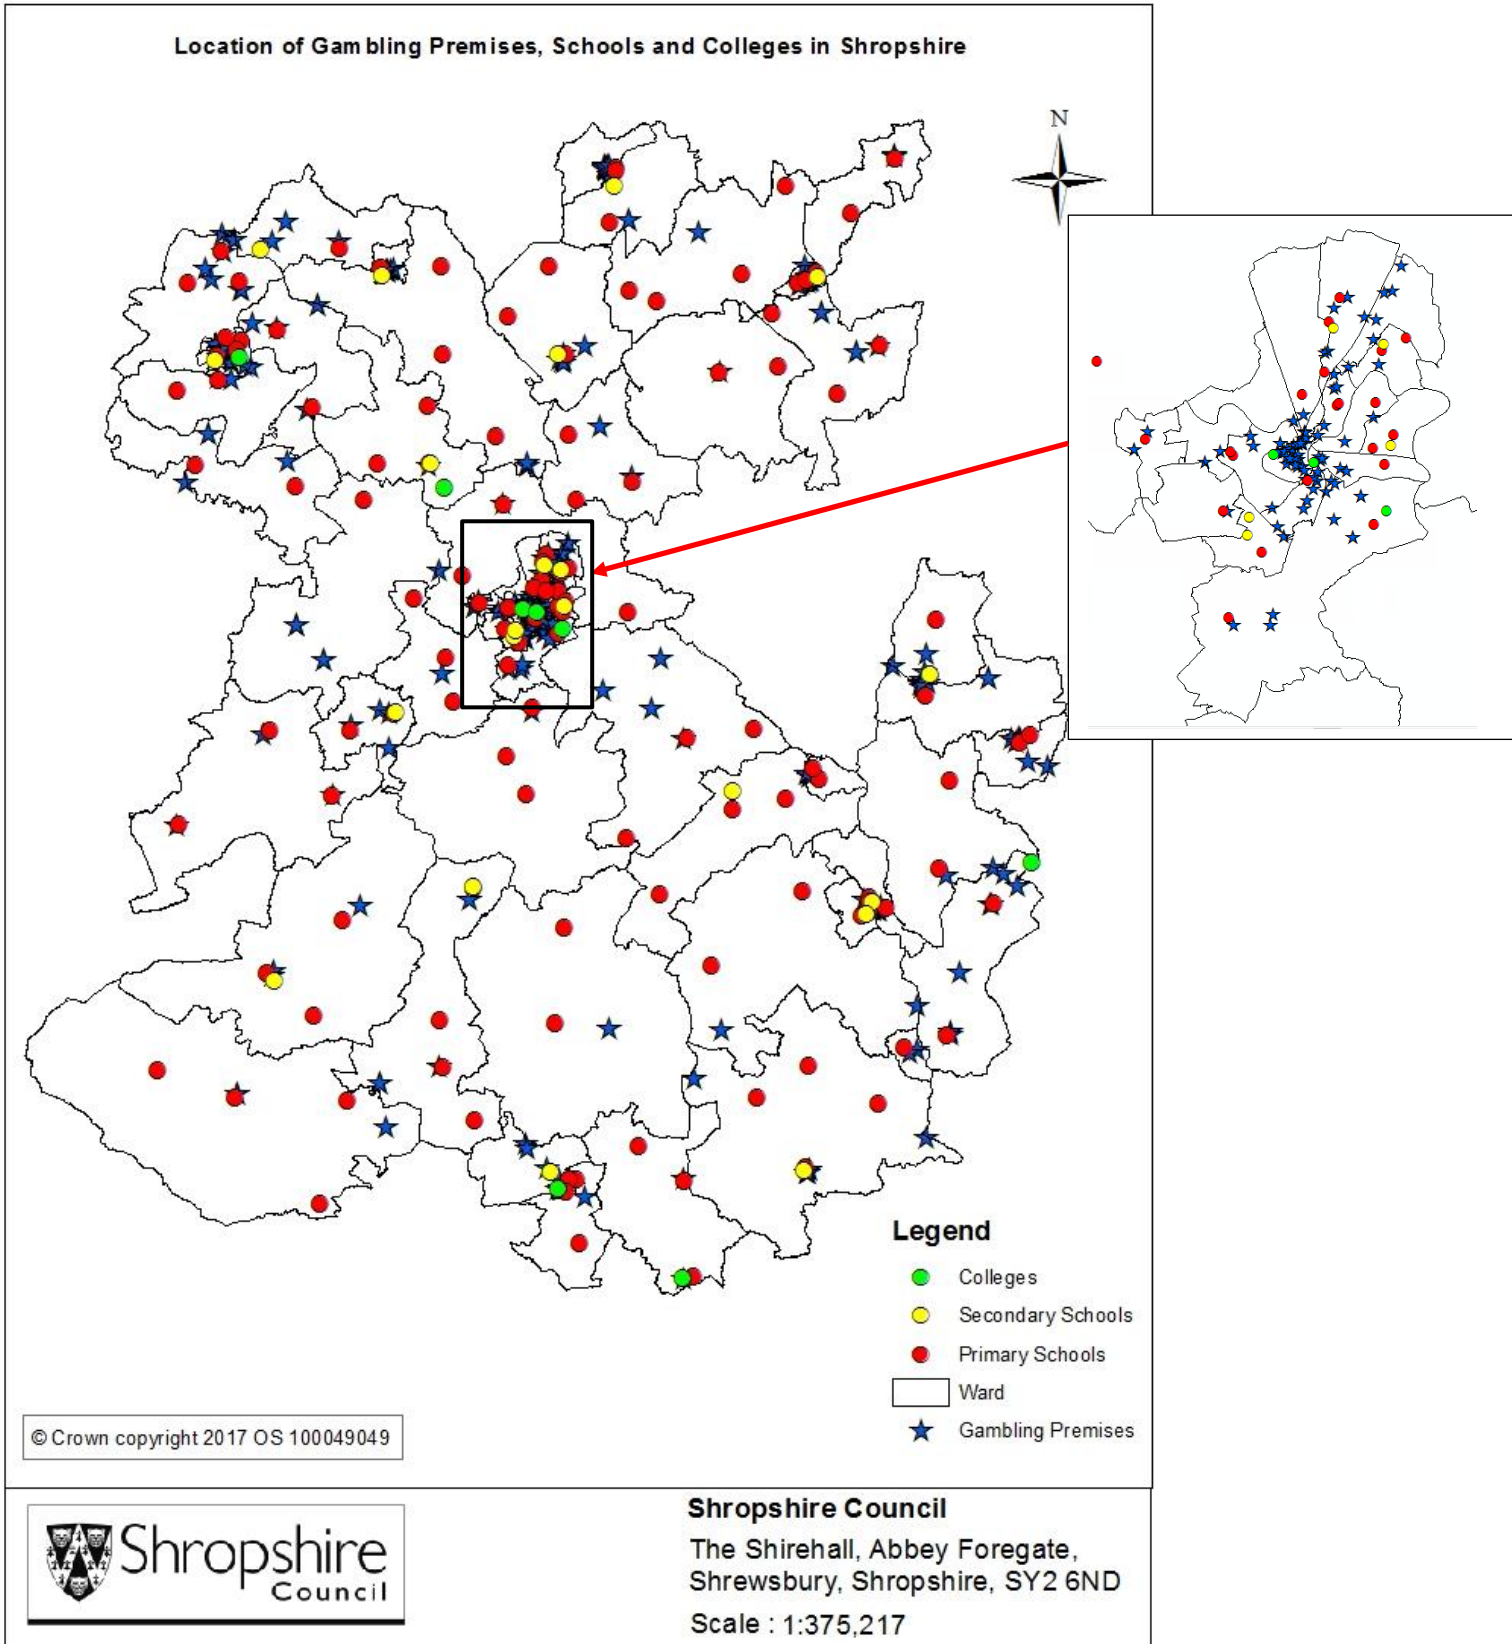 Location of Gambling Premises, Schools and Colleges in Shropshire
N
Legend
Colleges
Secondary Schools
Primary Schools
Ward
Gambling Premises
© Crown copyright 2017 OS 100049049
Shropshire
Council
Shropshire Council
The Shirehall, Abbey Foregate,
Shrewsbury, Shropshire, SY2 6ND
Scale : 1:375,217